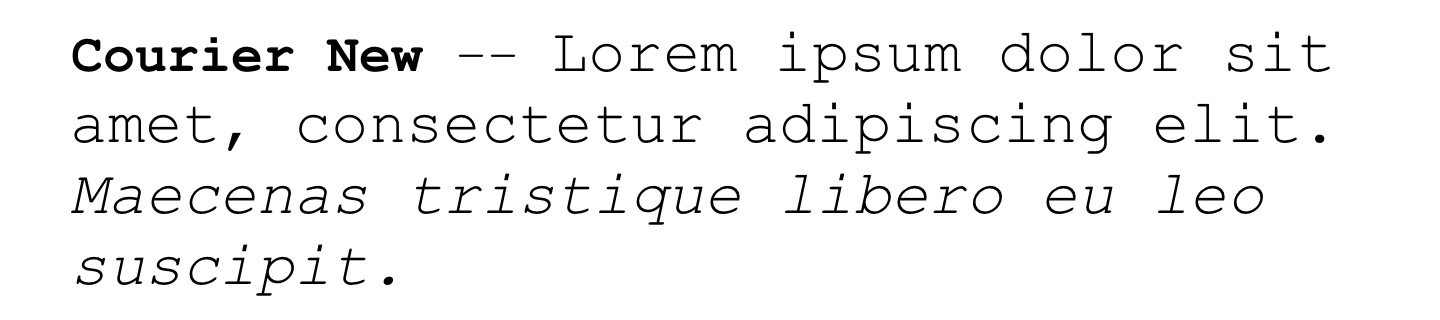 Courier New -- Lorem ipsum dolor sit
amet, consectetur adipiscing elit.
Maecenas tristique libero eu leo
suscipit.